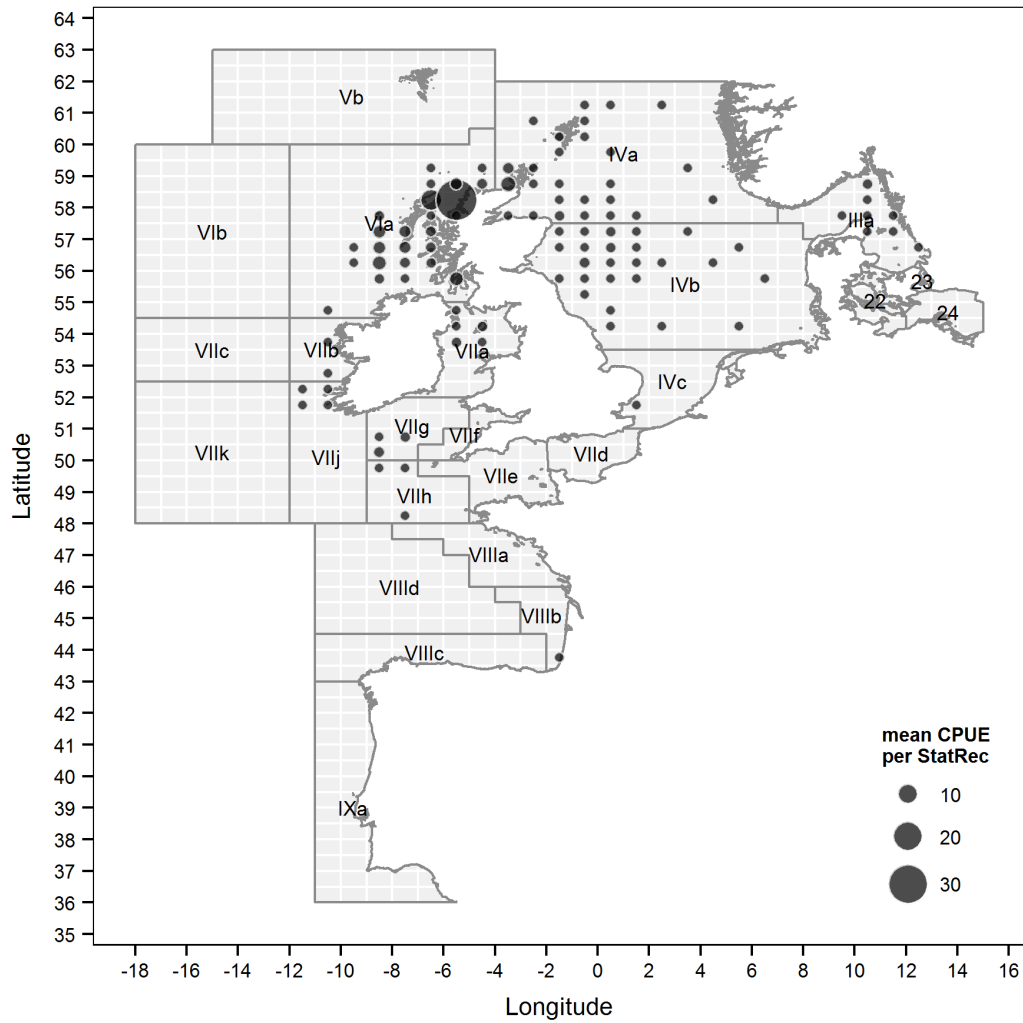 64
63
62
61
60
59
58
57
56
55
54
53
52
51
50
49
48
47
46
45
44
43
42
41
40
39
38
37
36
35
Latitude
Vb
IVa
VIb
VIa
IIIa
IVb
23
22
24
VIIc
VIIb
VIIa
IVc
VIIg
VIIf
VIIk
VIIj
VIId
VIIe
VIIh
VIIIa
VIIId
VIIIb
VIIIc
IXa
mean CPUE
per StatRec
10
20
30
-18 -16 -14 -12 -10 -8 -6 -4 -2 0 2 4 6 8 10 12 14 16
Longitude